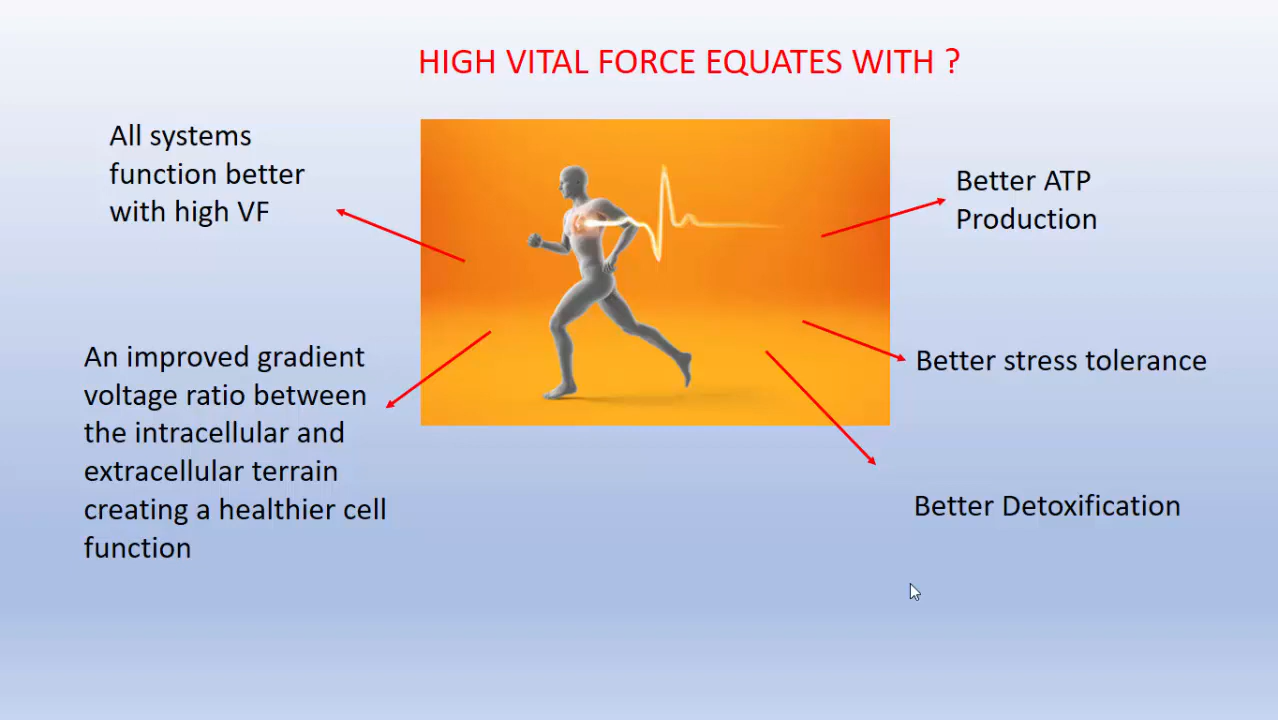 HIGH VITAL FORCE EQUATES WITH ?
All systems
function better
with high VF
An improved gradient
voltage ratio between
the intracellular and
extracellular terrain
creating a healthier cell
function
Better ATP
Production
Better stress tolerance
Better Detoxification